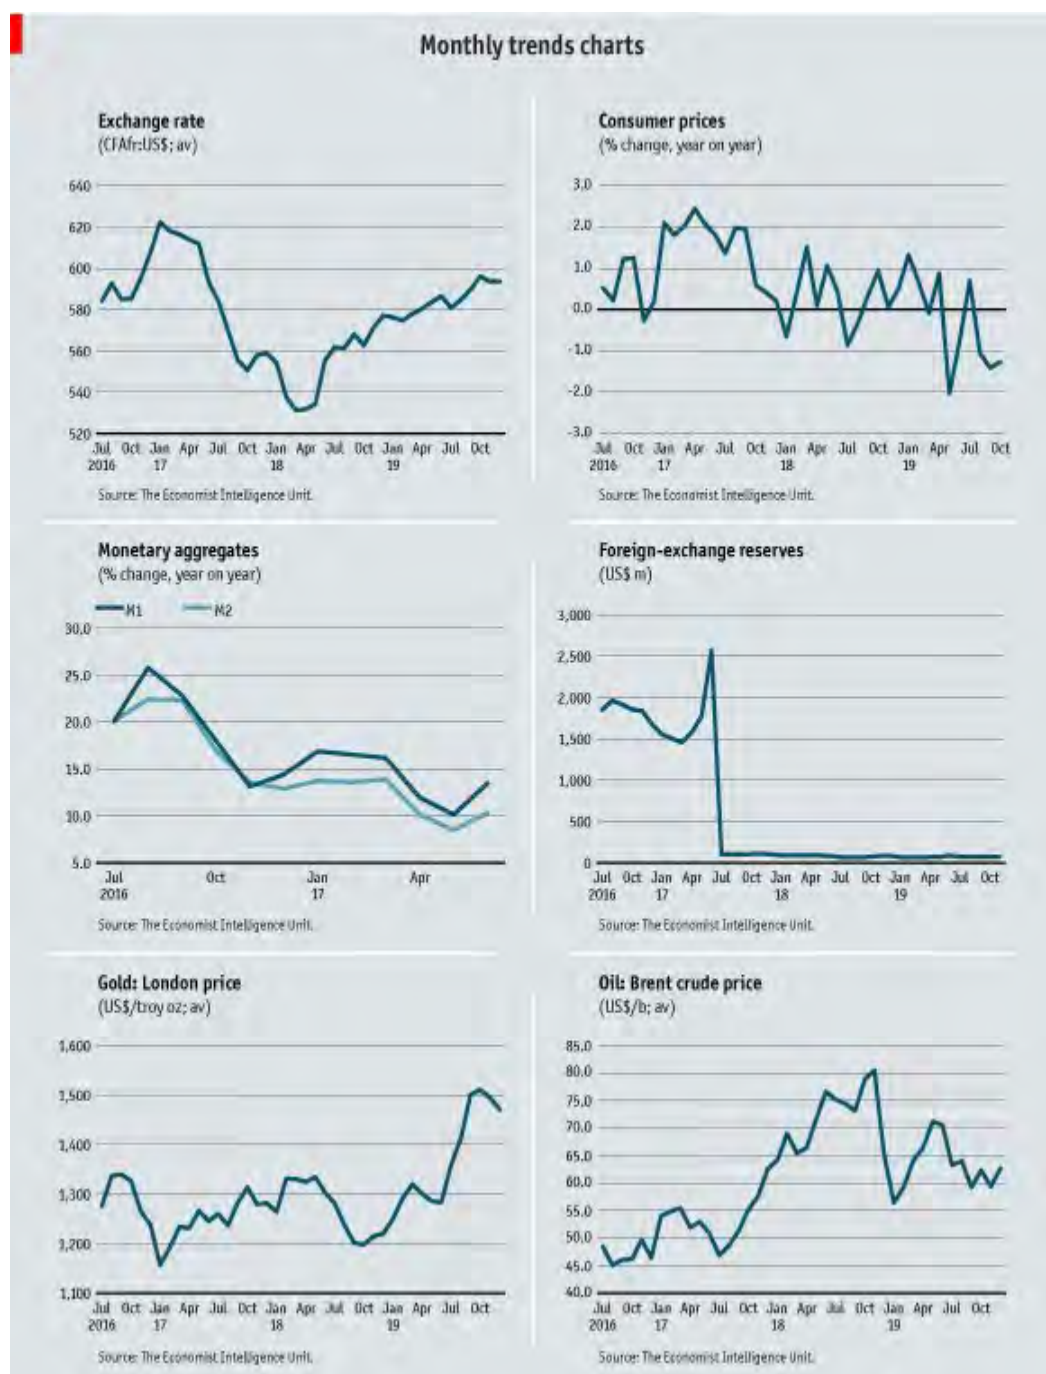 Monthly trends charts
Exchange rate
(CFAfr:US$; av)
640
620
600
580
560
540
520
Jul Oct Jan Apr Jul Oct Jan Apr Jul Oct Jan Apr Jul Oct
2016 17 18 19
Source: The Economist Intelligence Unit.
Consumer prices
(% change, year on year)
3.0
2.0
1.0
0.0
-1.0
-2.0
-3.0
Jul Oct Jan Apr Jul Oct Jan Apr Jul Oct Jan Apr Jul Oct
2016 17 18 19
Source: The Economist Intelligence Unit.
Monetary aggregates
(% change, year on year)
M1 M2
30.0
25.0
20.0
15.0
10.0
5.0
Jul Oct Jan Apr
2016 17
Source: The Economist Intelligence Unit.
Foreign-exchange reserves
(US$ m)
3,000
2,500
2,000
1,500
1,000
500
0
Jul Oct Jan Apr Jul Oct Jan Apr Jul Oct Jan Apr Jul Oct
2016 17 18 19
Source: The Economist Intelligence Unit.
Gold: London price
(US$/troy oz; av)
1,600
1,500
1,400
1,300
1,200
1,100
Jul Oct Jan Apr Jul Oct Jan Apr Jul Oct Jan Apr Jul Oct
2016 17 18 19
Source: The Economist Intelligence Unit.
Oil: Brent crude price
(US$/b; av)
85.0
80.0
75.0
70.0
65.0
60.0
55.0
50.0
45.0
40.0
Jul Oct Jan Apr Jul Oct Jan Apr Jul Oct Jan Apr Jul Oct
2016 17 18 19
Source: The Economist Intelligence Unit.